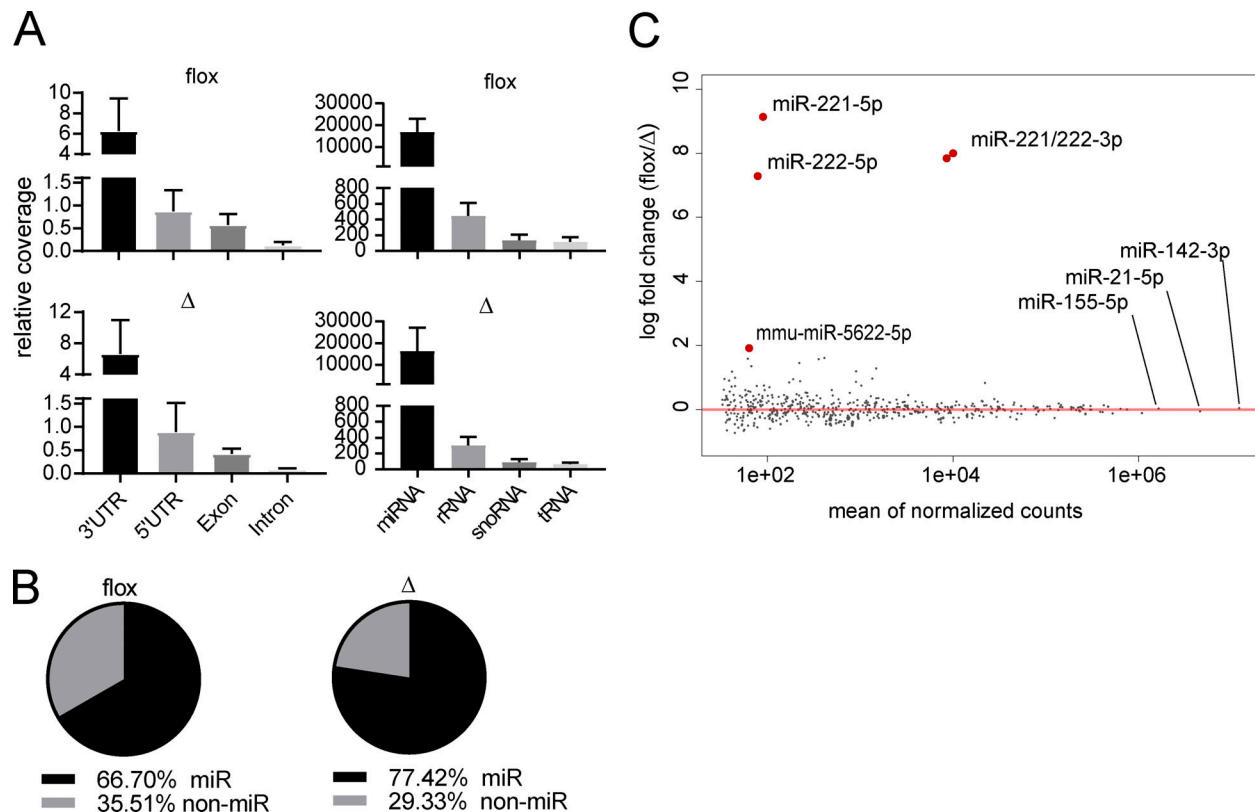 A
flox
flox
relative coverage
10
8
6
4
1.5
1.0
0.5
0.0
30000
20000
10000
800
600
400
200
0
Δ
Δ
12
8
4
1.5
1.0
0.5
0.0
30000
20000
10000
800
600
400
200
0
3'UTR
5'UTR
Exon
Intron
miRNA
rRNA
snoRNA
tRNA
B
flox
Δ
66.70% miR
35.51% non-miR
77.42% miR
29.33% non-miR
C
log fold change (flox/Δ)
10
8
6
4
2
0
miR-221-5p
miR-221/222-3p
miR-222-5p
miR-142-3p
miR-21-5p
miR-155-5p
mmu-miR-5622-5p
1e+02
1e+04
1e+06
mean of normalized counts